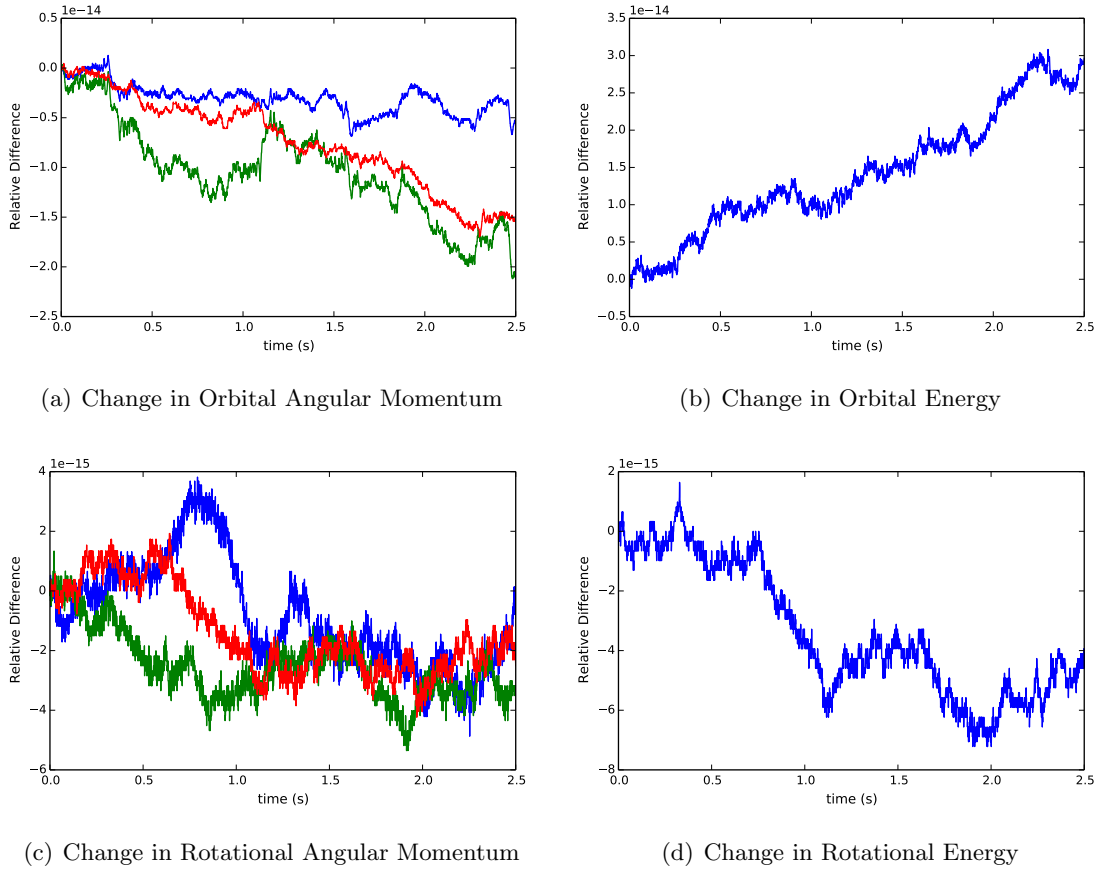 1e−14
0.5
0.0
−0.5
−1.0
−1.5
−2.0
−2.5
Relative Difference
0.0 0.5 1.0 1.5 2.0 2.5
time (s)
(a) Change in Orbital Angular Momentum
1e−14
3.5
3.0
2.5
2.0
1.5
1.0
0.5
0.0
−0.5
Relative Difference
0.0 0.5 1.0 1.5 2.0 2.5
time (s)
(b) Change in Orbital Energy
1e−15
4
2
0
−2
−4
−6
Relative Difference
0.0 0.5 1.0 1.5 2.0 2.5
time (s)
(c) Change in Rotational Angular Momentum
1e−15
2
0
−2
−4
−6
−8
Relative Difference
0.0 0.5 1.0 1.5 2.0 2.5
time (s)
(d) Change in Rotational Energy